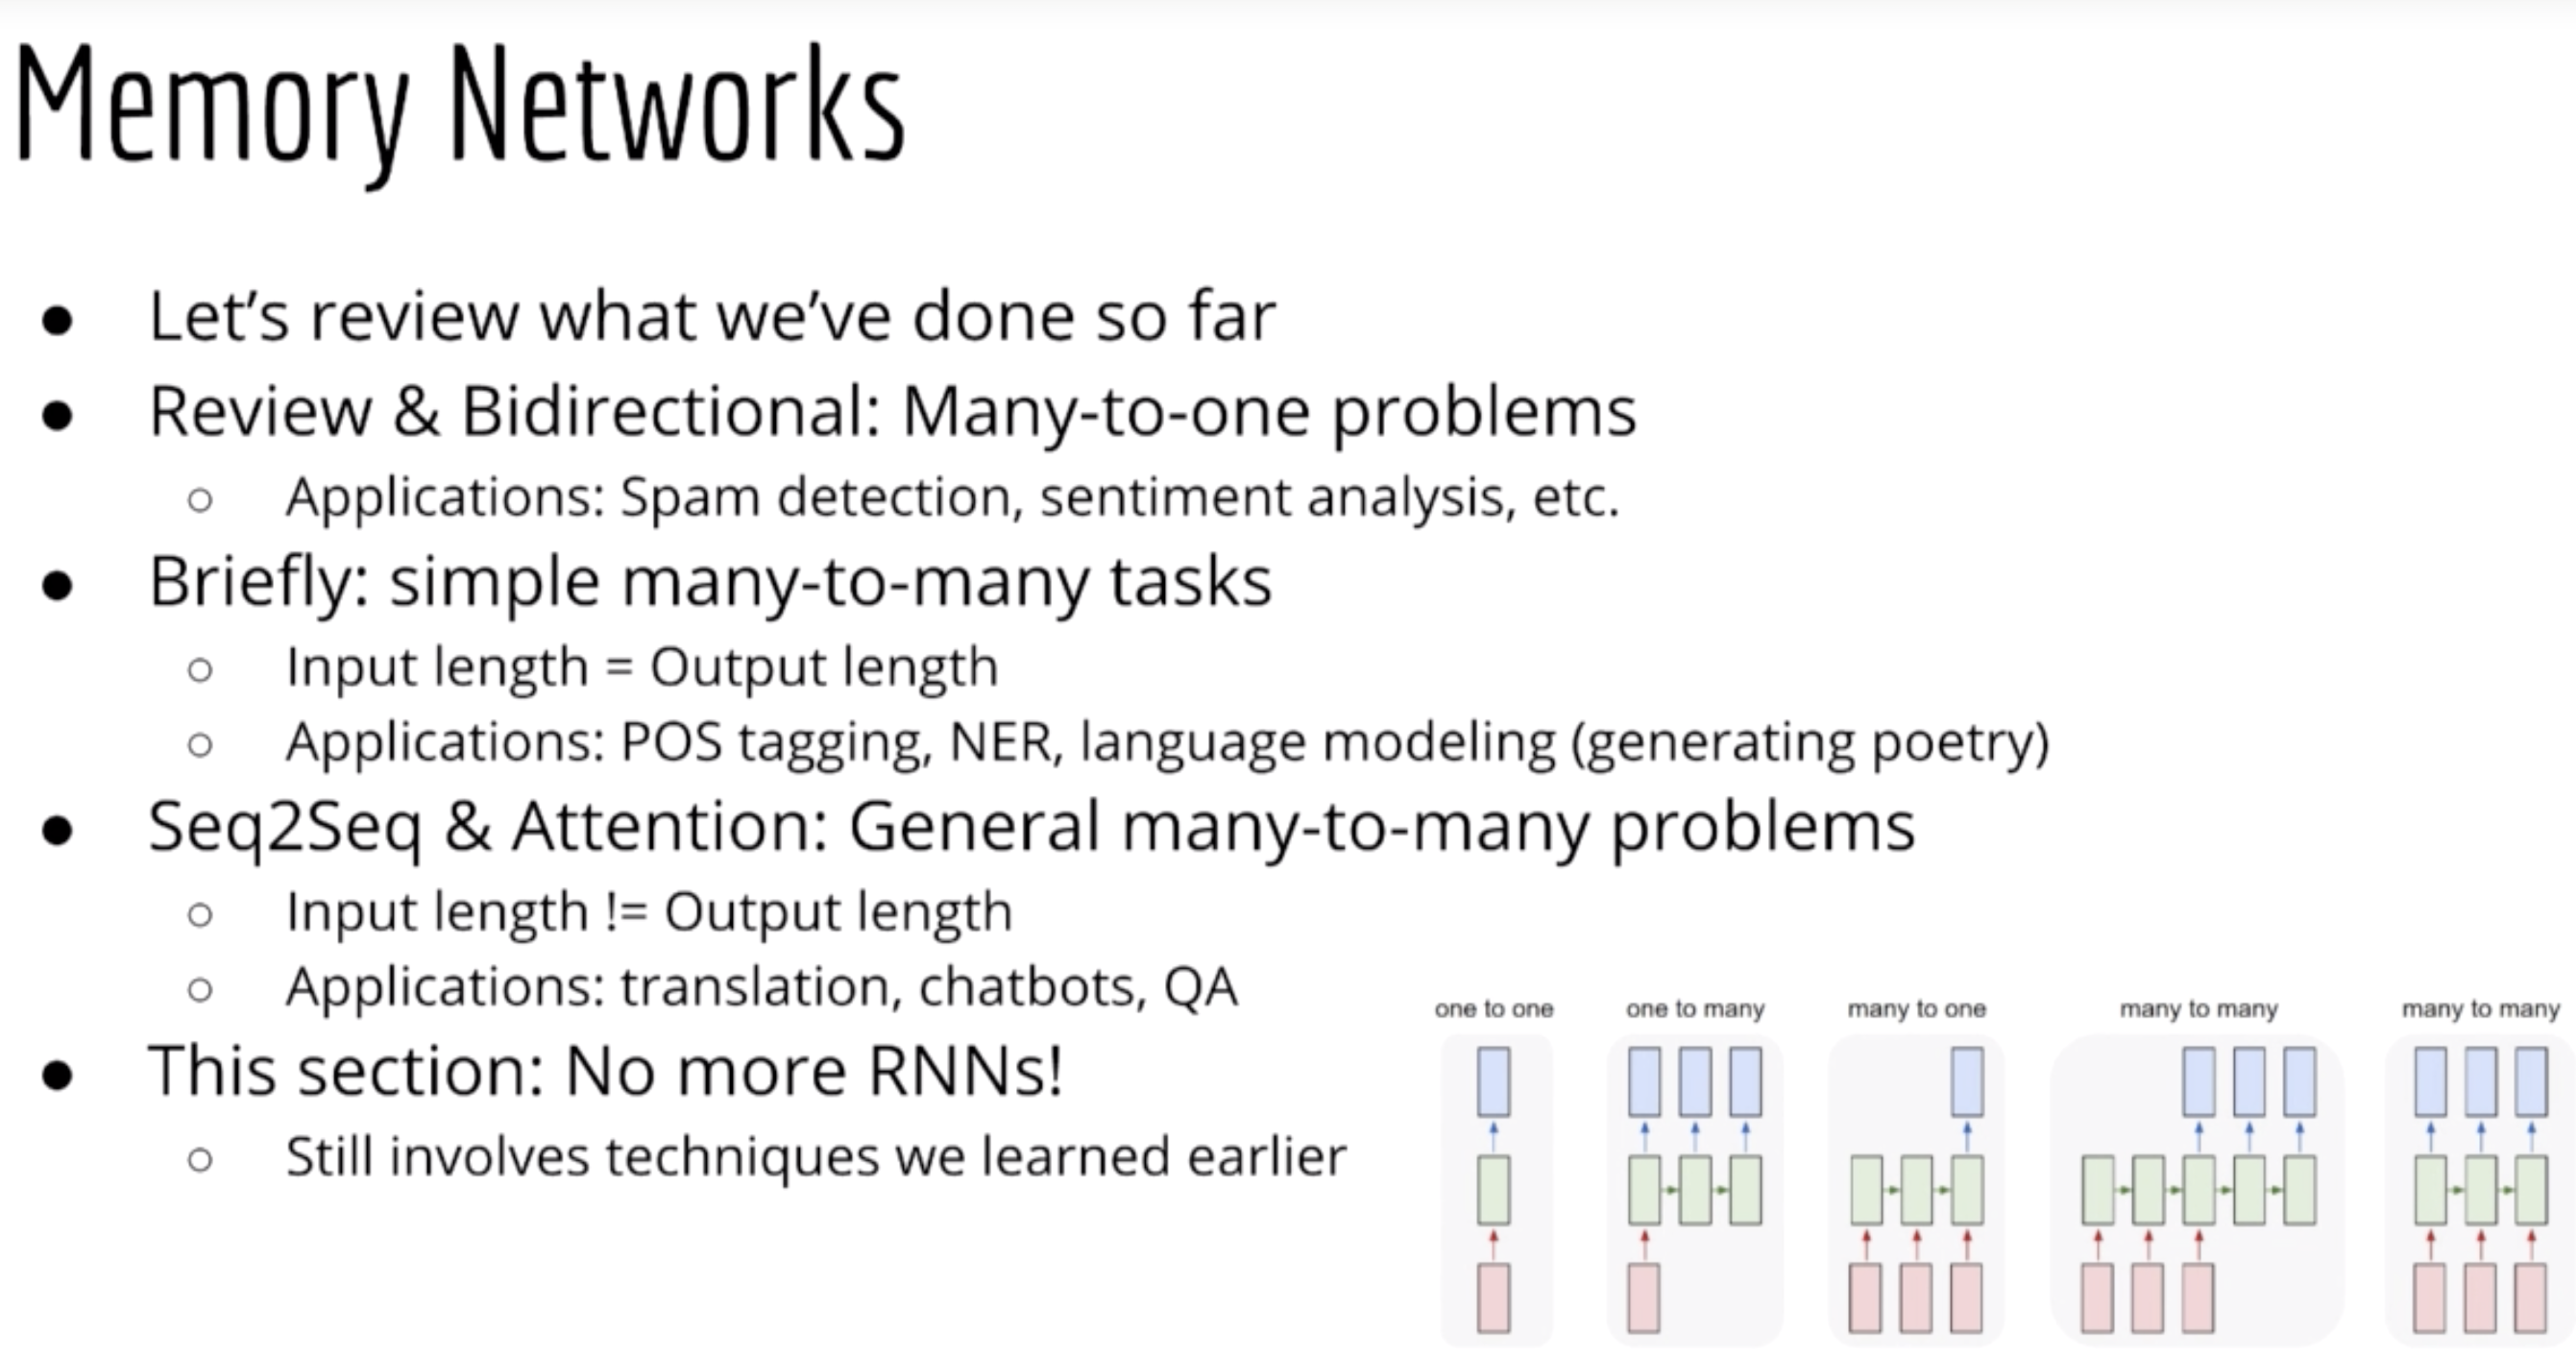 Memory Networks
● Let’s review what we’ve done so far
● Review & Bidirectional: Many-to-one problems
○ Applications: Spam detection, sentiment analysis, etc.
● Briefly: simple many-to-many tasks
○ Input length = Output length
○ Applications: POS tagging, NER, language modeling (generating poetry)
● Seq2Seq & Attention: General many-to-many problems
○ Input length != Output length
○ Applications: translation, chatbots, QA
● This section: No more RNNs!
○ Still involves techniques we learned earlier
one to one one to many many to one many to many many to many